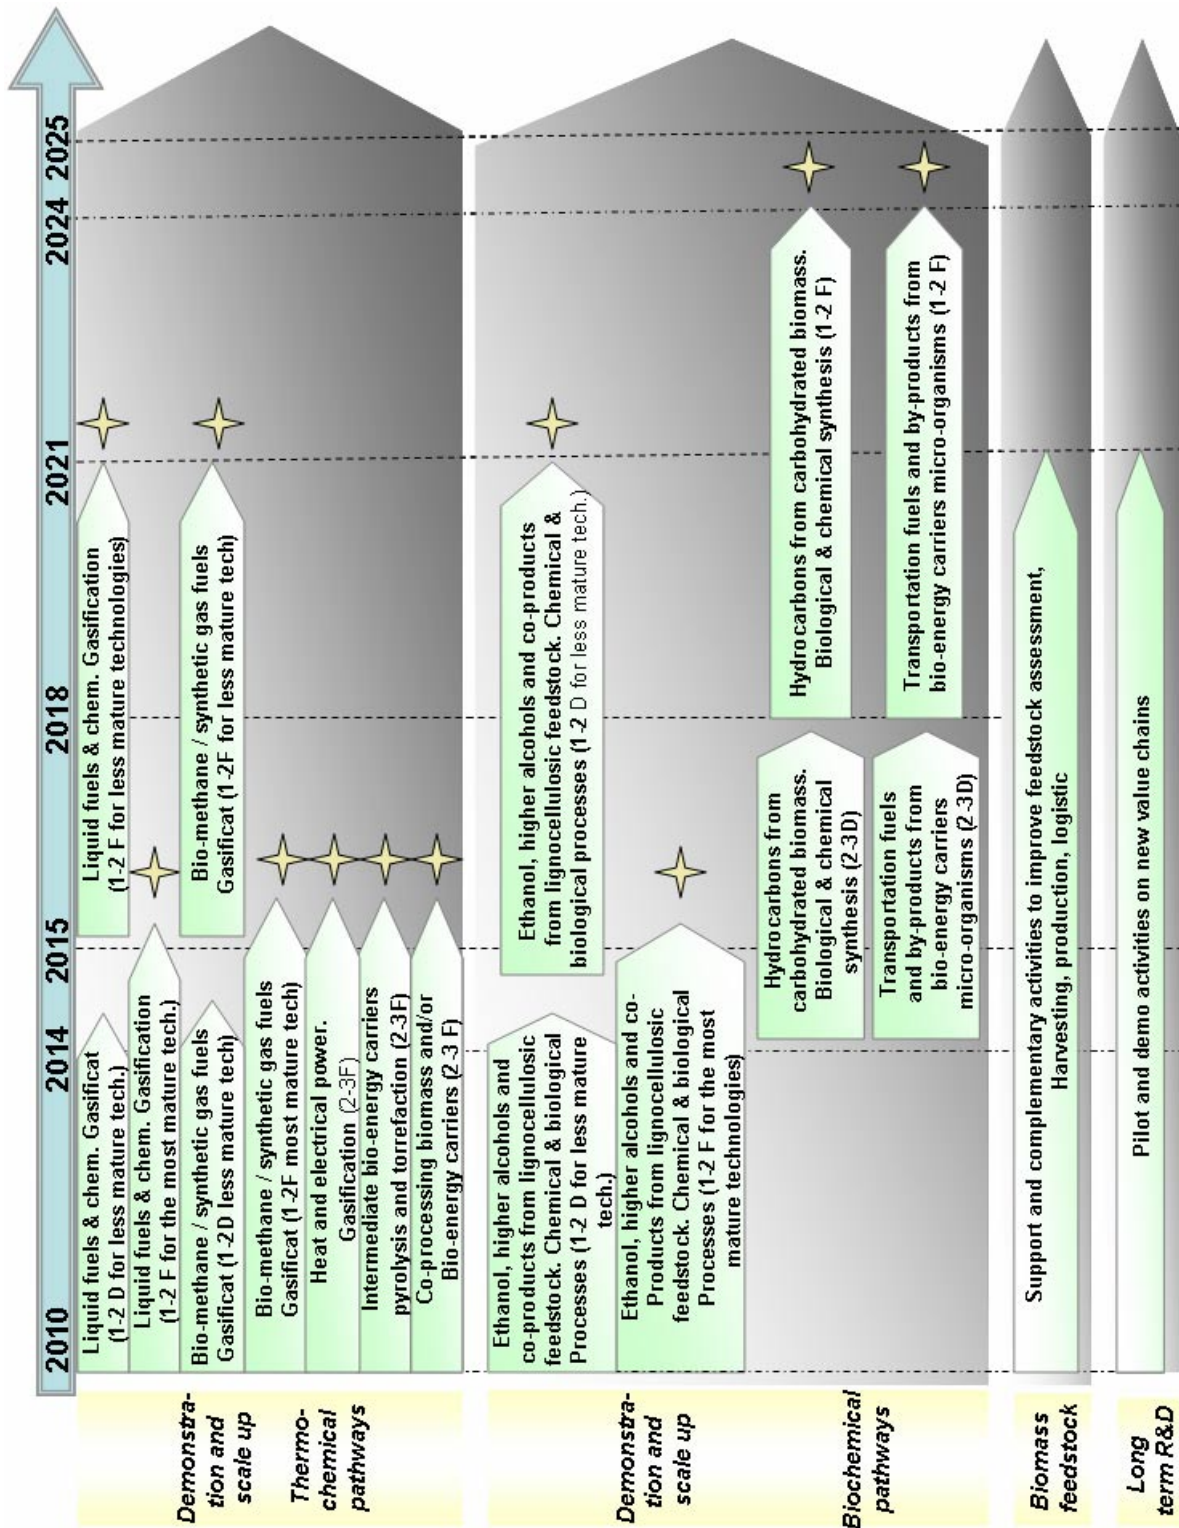 2010 2014 2015 2018 2021 2024 2025
Demonstra-
tion and
scale up
Thermo-
chemical
pathways
Liquid fuels & chem. Gasificat
(1-2 D for less mature tech.)
Liquid fuels & chem. Gasification
(1-2 F for less mature technologies)
Liquid fuels & chem. Gasification
(1-2 F for the most mature tech.)
Bio-methane / synthetic gas fuels
Gasificat (1-2D less mature tech)
Bio-methane / synthetic gas fuels
Gasificat (1-2F for less mature tech)
Bio-methane / synthetic gas fuels
Gasificat (1-2F most mature tech)
Heat and electrical power.
Gasification (2-3F)
Intermediate bio-energy carriers
pyrolysis and torrefaction (2-3F)
Co-processing biomass and/or
Bio-energy carriers (2-3 F)
Demonstra-
tion and
scale up
Biochemical
pathways
Ethanol, higher alcohols and
co-products from lignocellulosic
feedstock. Chemical & biological
Processes (1-2 D for less mature
tech.)
Ethanol, higher alcohols and co-products
from lignocellulosic feedstock. Chemical &
biological processes (1-2 D for less mature tech.)
Ethanol, higher alcohols and co-
Products from lignocellulosic
feedstock. Chemical & biological
Processes (1-2 F for the most
mature technologies)
Hydrocarbons from
carbohydrated biomass.
Biological & chemical
synthesis (2-3D)
Hydrocarbons from carbohydrated biomass.
Biological & chemical synthesis (1-2 F)
Transportation fuels
and by-products from
bio-energy carriers
micro-organisms (2-3D)
Transportation fuels and by-products from
bio-energy carriers micro-organisms (1-2 F)
Biomass
feedstock
Support and complementary activities to improve feedstock assessment,
Harvesting, production, logistic
Long
term R&D
Pilot and demo activities on new value chains